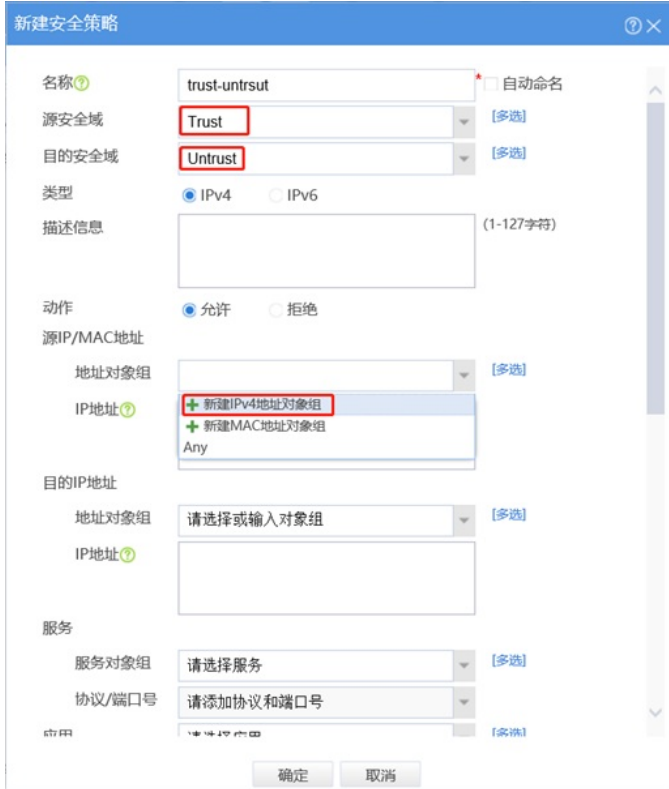 新建安全策略
名称 trust-untrsut * 自动命名
源安全域 Trust [多选]
目的安全域 Untrust [多选]
类型 IPv4 IPv6
描述信息 (1-127字符)
动作 允许 拒绝
源IP/MAC地址
地址对象组 [多选]
IP地址 新建IPv4地址对象组
新建MAC地址对象组
Any
目的IP地址
地址对象组 请选择或输入对象组 [多选]
IP地址
服务
服务对象组 请选择服务 [多选]
协议/端口号 请添加协议和端口号
应用 请选择应用 [多选]
确定 取消